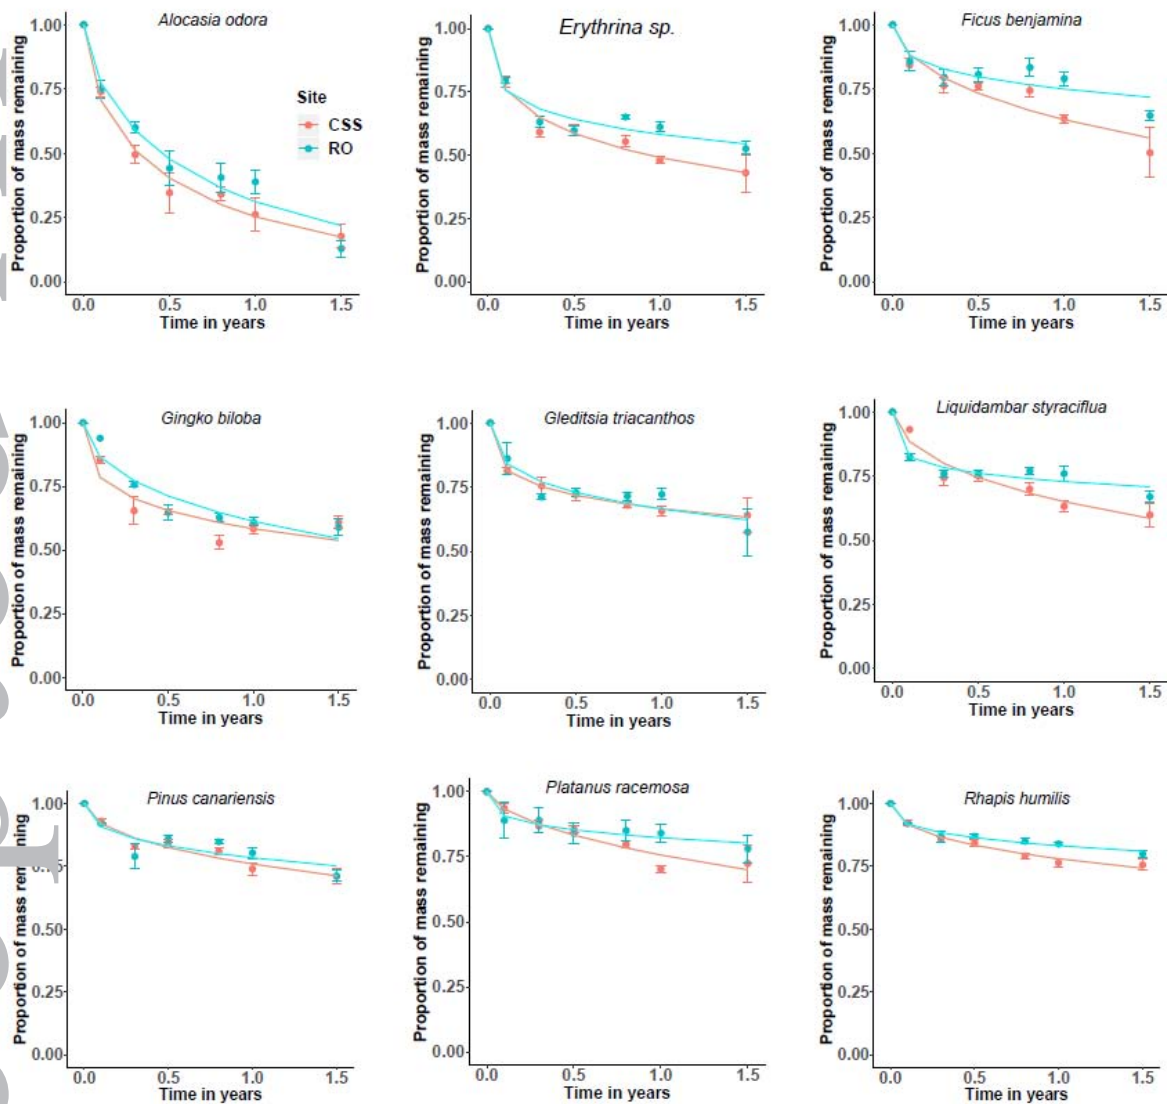 Alocasia odora
Proportion of mass remaining
1.00
0.75
0.50
0.25
0.00
Site
CSS
RO
0.0 0.5 1.0 1.5
Time in years
Erythrina sp.
Proportion of mass remaining
1.00
0.75
0.50
0.25
0.00
0.0 0.5 1.0 1.5
Time in years
Ficus benjamina
Proportion of mass remaining
1.00
0.75
0.50
0.25
0.00
0.0 0.5 1.0 1.5
Time in years
Gingko biloba
Proportion of mass remaining
1.00
0.75
0.50
0.25
0.00
0.0 0.5 1.0 1.5
Time in years
Gleditsia triacanthos
Proportion of mass remaining
1.00
0.75
0.50
0.25
0.00
0.0 0.5 1.0 1.5
Time in years
Liquidambar styraciflua
Proportion of mass remaining
1.00
0.75
0.50
0.25
0.00
0.0 0.5 1.0 1.5
Time in years
Pinus canariensis
Proportion of mass remaining
1.00
0.75
0.50
0.25
0.00
0.0 0.5 1.0 1.5
Time in years
Platanus racemosa
Proportion of mass remaining
1.00
0.75
0.50
0.25
0.00
0.0 0.5 1.0 1.5
Time in years
Rhapis humilis
Proportion of mass remaining
1.00
0.75
0.50
0.25
0.00
0.0 0.5 1.0 1.5
Time in years